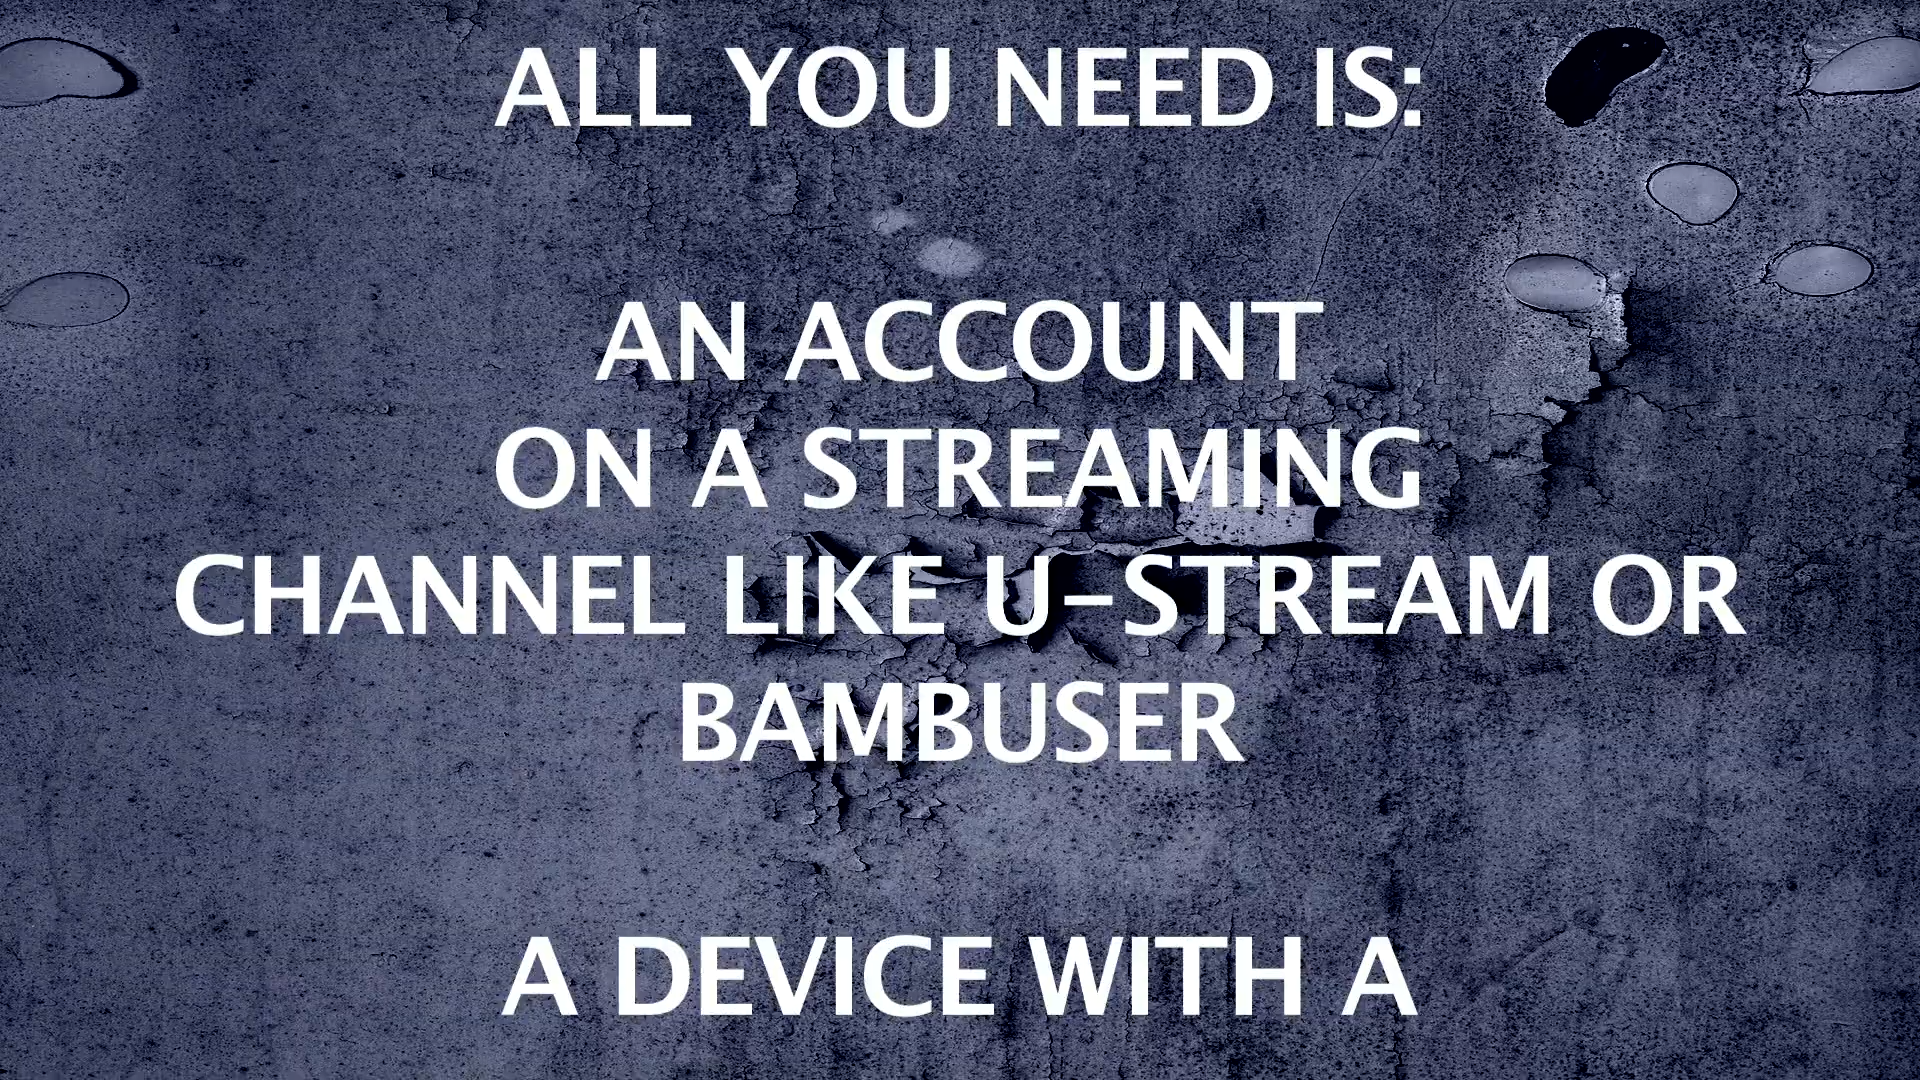 ALL YOU NEED IS:
AN ACCOUNT
ON A STREAMING
CHANNEL LIKE U-STREAM OR
BAMBUSER
A DEVICE WITH A